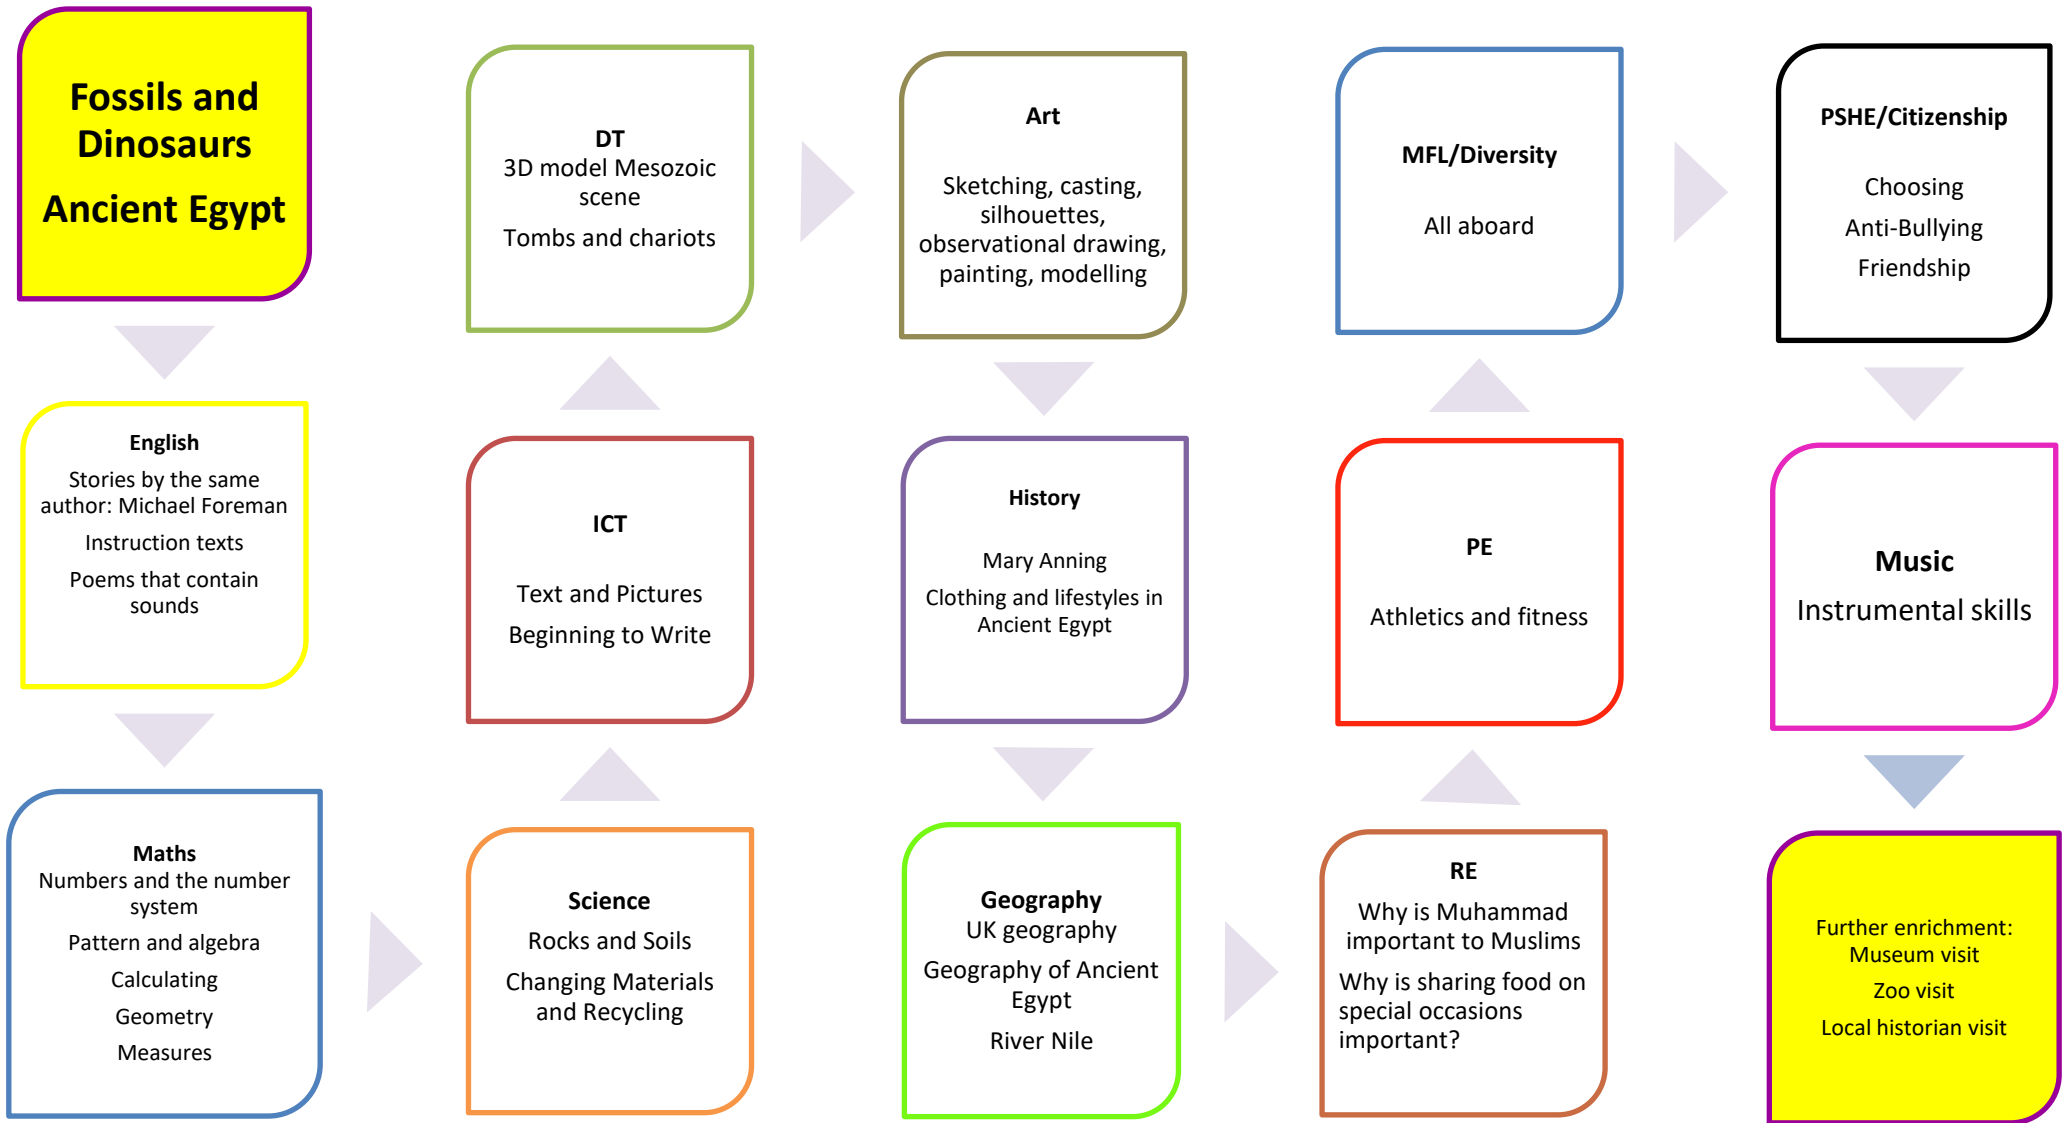 Fossils and
Dinosaurs
Ancient Egypt
English
Stories by the same
author: Michael Foreman
Instruction texts
Poems that contain
sounds
Maths
Numbers and the number
system
Pattern and algebra
Calculating
Geometry
Measures
Science
Rocks and Soils
Changing Materials
and Recycling
ICT
Text and Pictures
Beginning to Write
DT
3D model Mesozoic
scene
Tombs and chariots
Art
Sketching, casting,
silhouettes,
observational drawing,
painting, modelling
History
Mary Anning
Clothing and lifestyles in
Ancient Egypt
Geography
UK geography
Geography of Ancient
Egypt
River Nile
RE
Why is Muhammad
important to Muslims
Why is sharing food on
special occasions
important?
PE
Athletics and fitness
MFL/Diversity
All aboard
PSHE/Citizenship
Choosing
Anti-Bullying
Friendship
Music
Instrumental skills
Further enrichment:
Museum visit
Zoo visit
Local historian visit